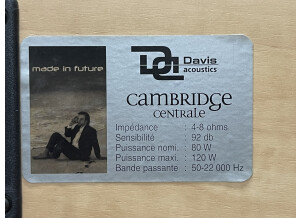 made in future
Davis
acoustics
CAMBRIDGE
CENTRALE
Impédance : 4-8 ohms
Sensibilité : 92 db
Puissance nomi. : 80 W
Puissance maxi. : 120 W
Bande passante : 50-22 000 Hz